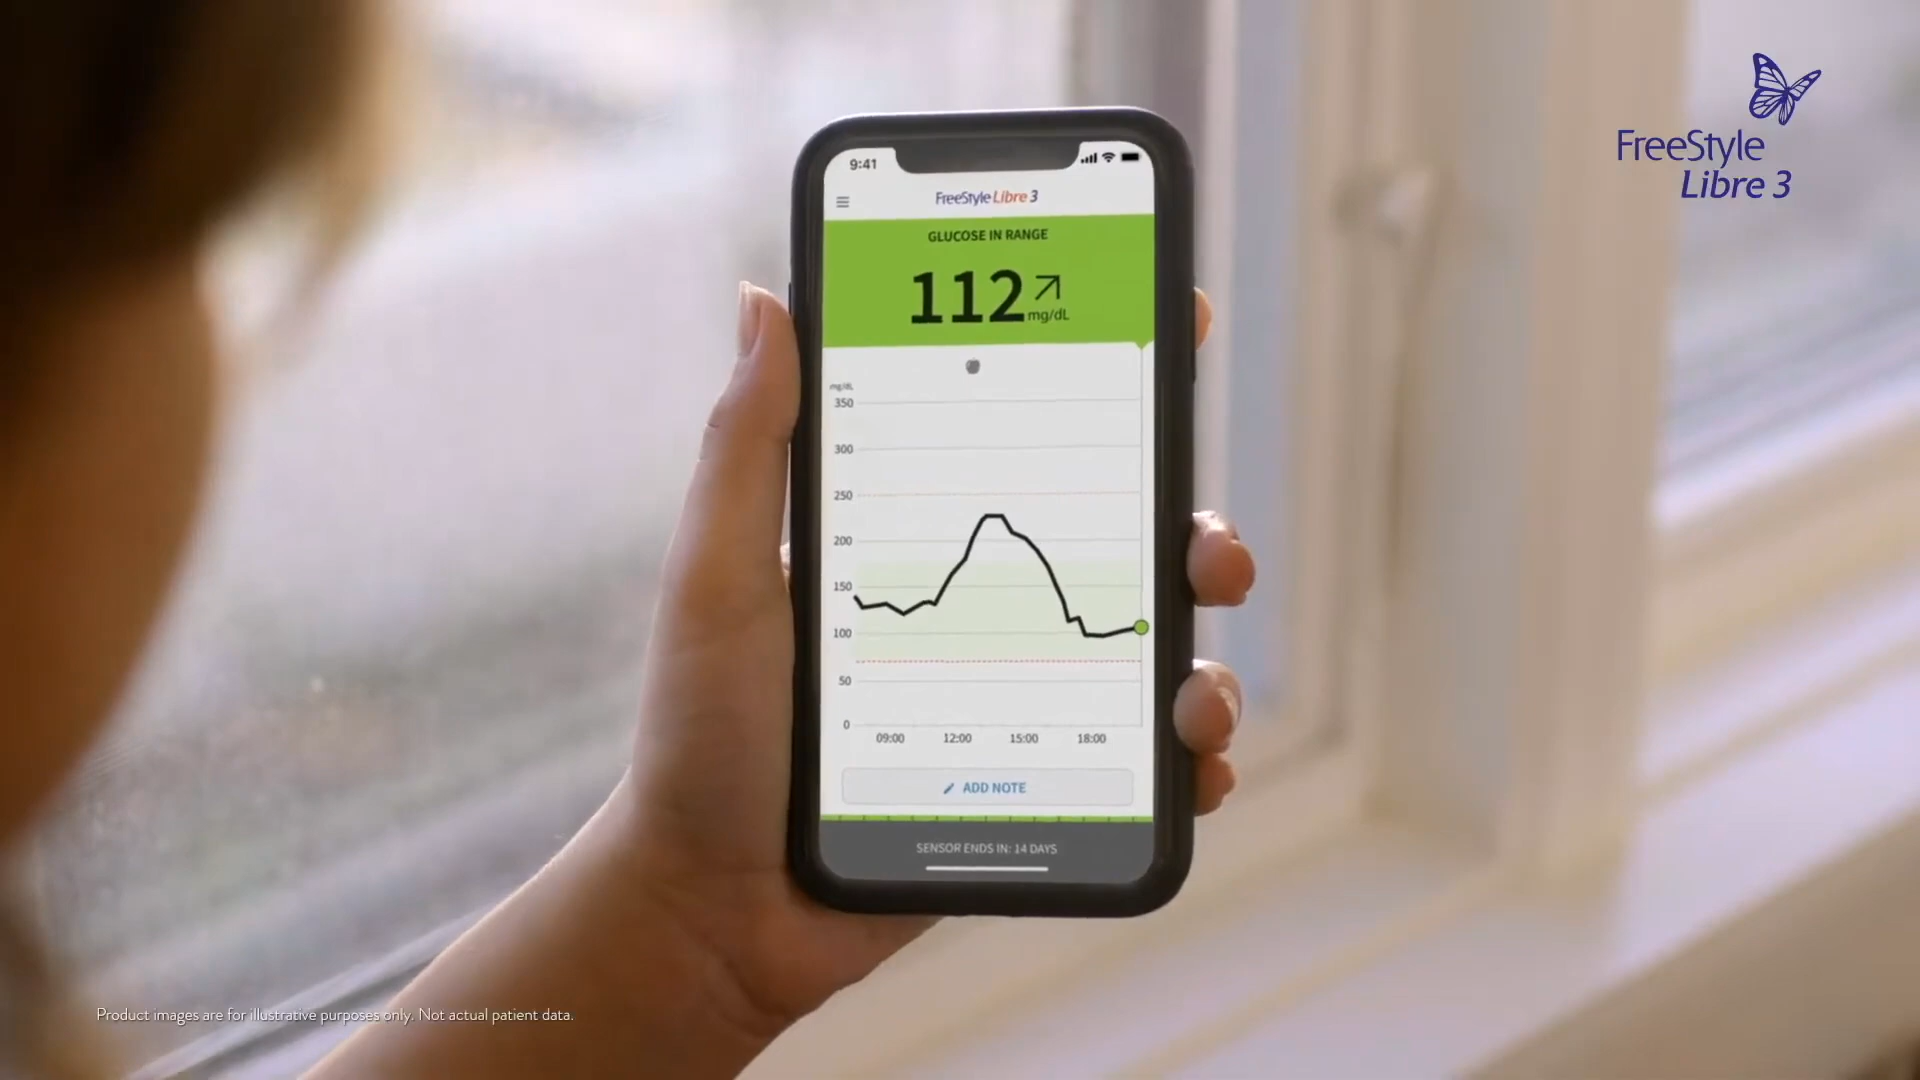 FreeStyle
Libre 3
9:41
FreeStyle Libre 3
GLUCOSE IN RANGE
112
mg/dL
mg/dL
350
300
250
200
150
100
50
0
09:00 12:00 15:00 18:00
ADD NOTE
SENSOR ENDS IN: 14 DAYS
Product images are for illustrative purposes only. Not actual patient data.